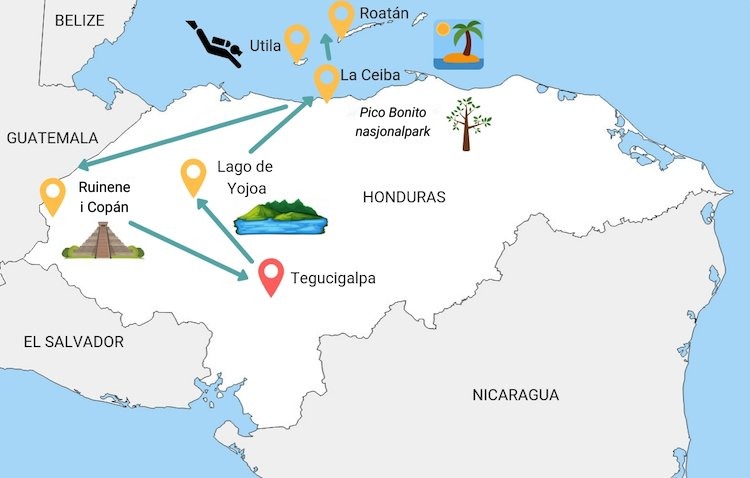 BELIZE
Roatán
Utila
La Ceiba
Pico Bonito
nasjonalpark
GUATEMALA
Lago de
Yojoa
Ruinene
i Copán
HONDURAS
Tegucigalpa
EL SALVADOR
NICARAGUA